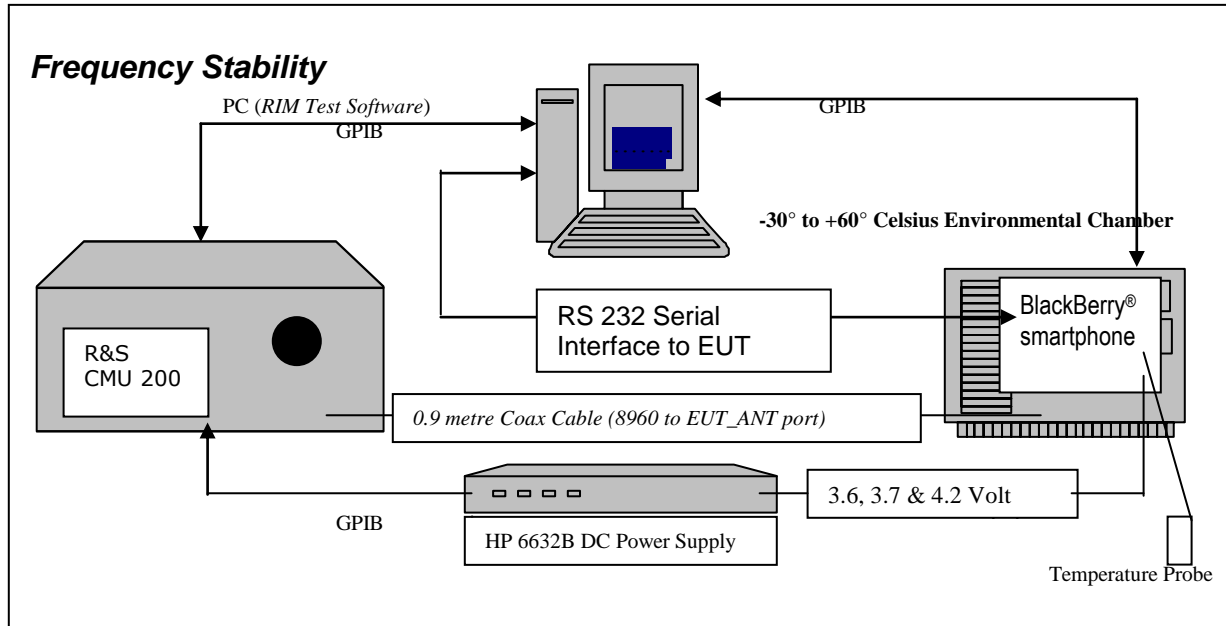 Frequency Stability
PC (RIM Test Software)
GPIB
GPIB
-30° to +60° Celsius Environmental Chamber
RS 232 Serial
Interface to EUT
BlackBerry®
smartphone
R&S
CMU 200
0.9 metre Coax Cable (8960 to EUT_ANT port)
3.6, 3.7 & 4.2 Volt
GPIB
HP 6632B DC Power Supply
Temperature Probe